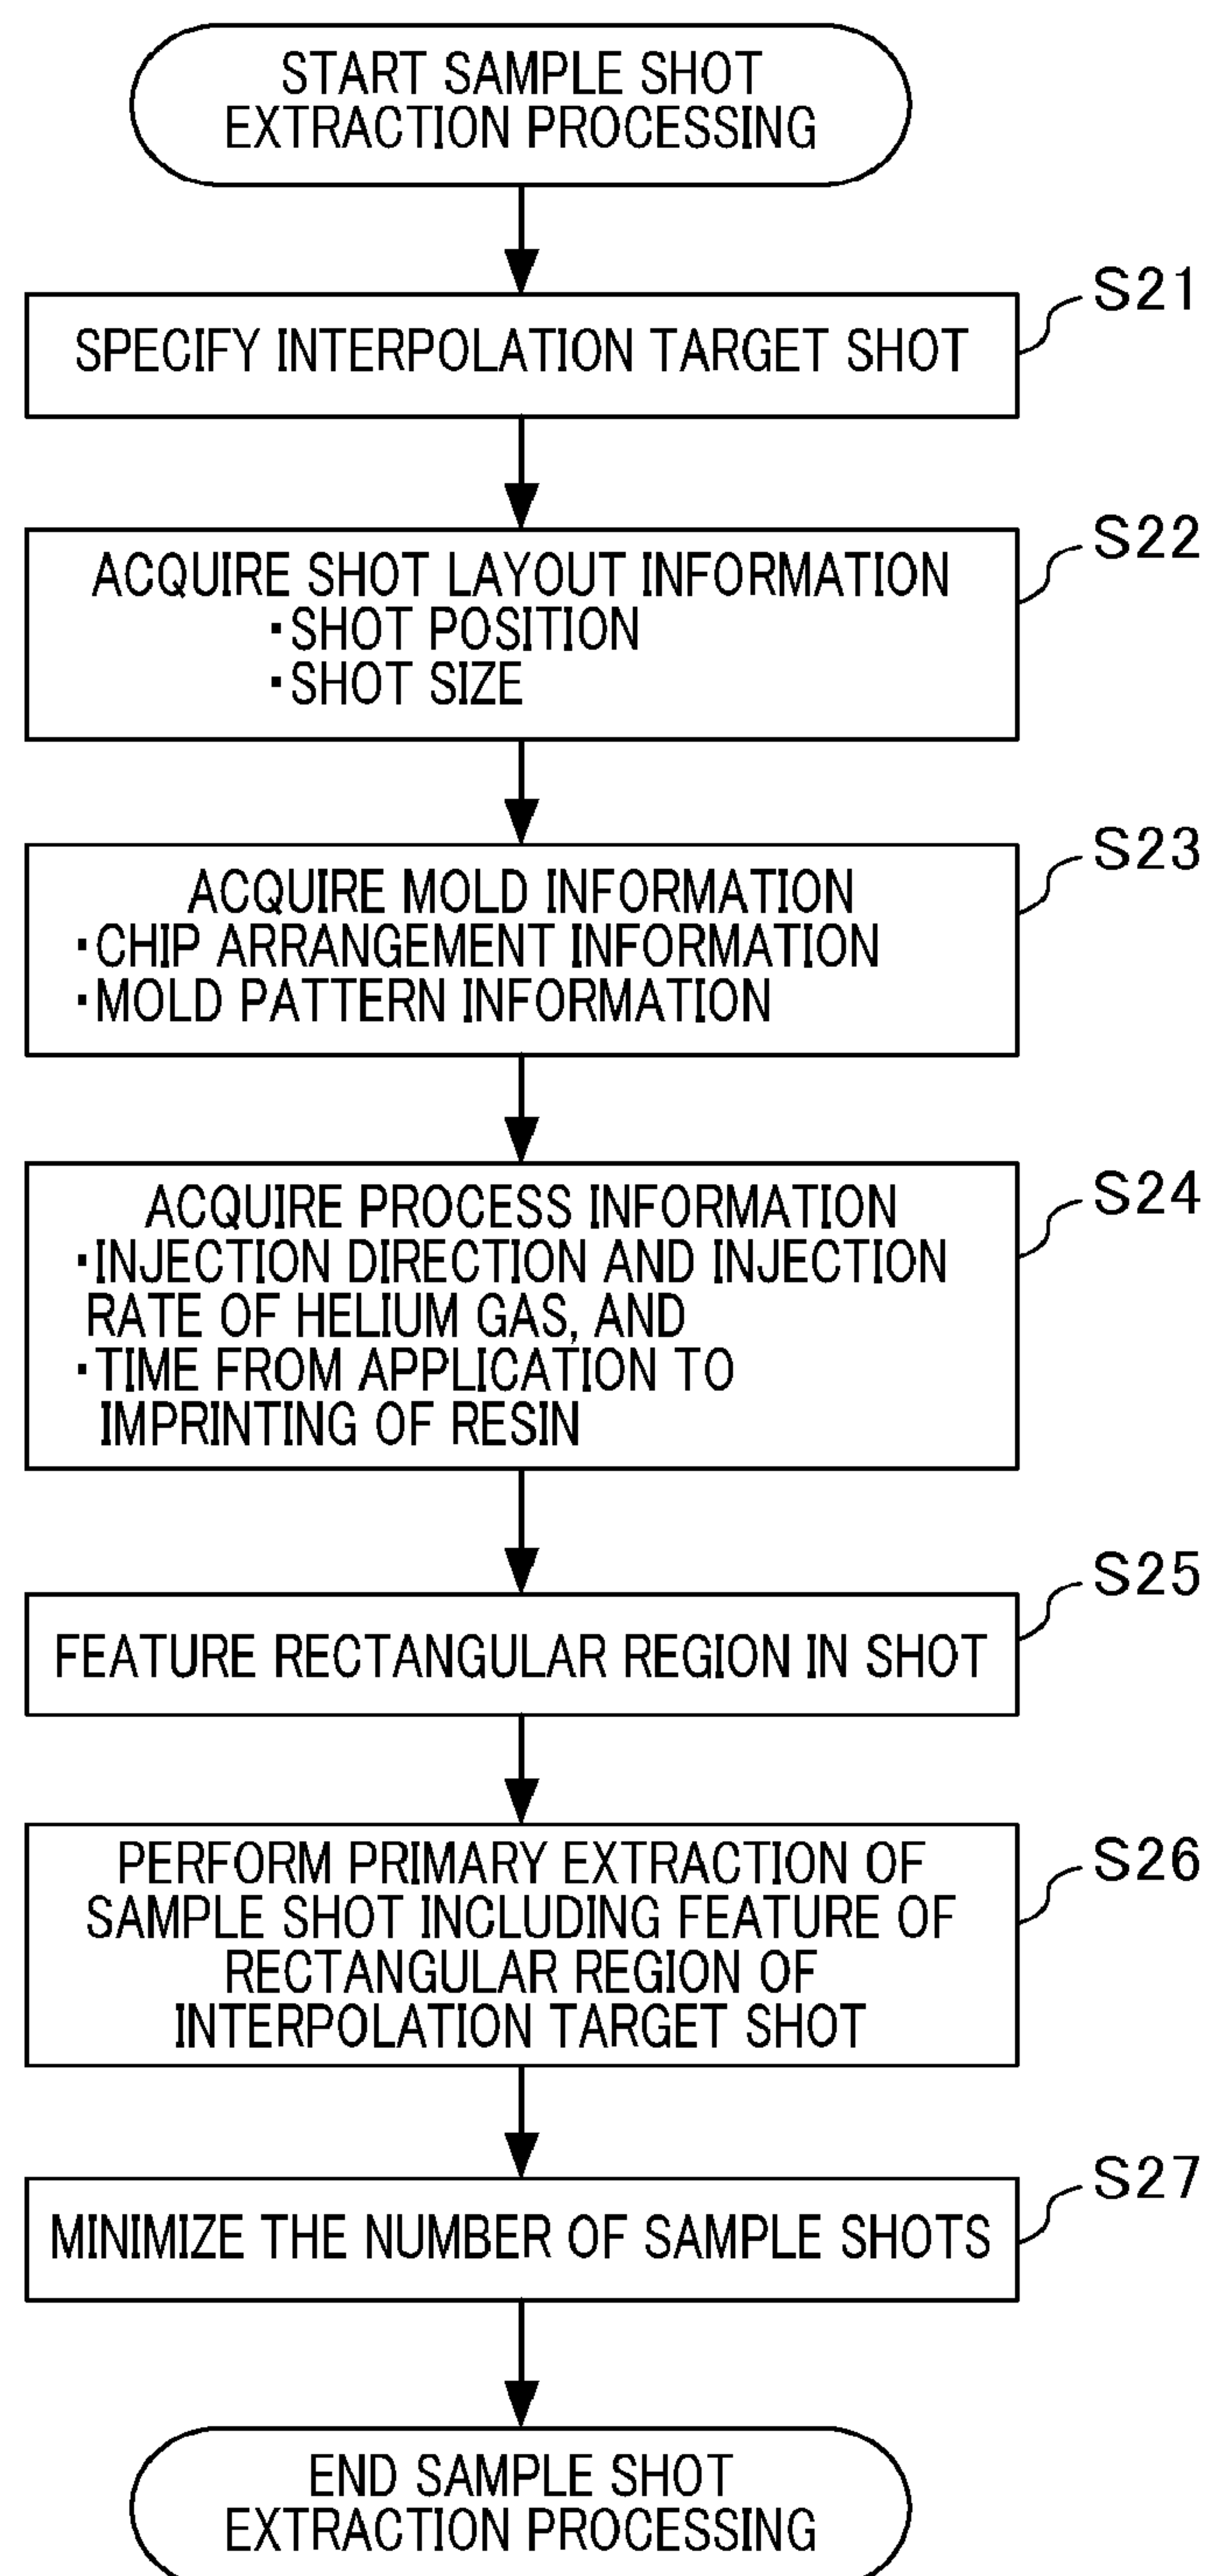 START SAMPLE SHOT
EXTRACTION PROCESSING
S21
SPECIFY INTERPOLATION TARGET SHOT
S22
ACQUIRE SHOT LAYOUT INFORMATION
・SHOT POSITION
・SHOT SIZE
S23
ACQUIRE MOLD INFORMATION
・CHIP ARRANGEMENT INFORMATION
・MOLD PATTERN INFORMATION
S24
ACQUIRE PROCESS INFORMATION
・INJECTION DIRECTION AND INJECTION
RATE OF HELIUM GAS, AND
・TIME FROM APPLICATION TO
IMPRINTING OF RESIN
S25
FEATURE RECTANGULAR REGION IN SHOT
S26
PERFORM PRIMARY EXTRACTION OF
SAMPLE SHOT INCLUDING FEATURE OF
RECTANGULAR REGION OF
INTERPOLATION TARGET SHOT
S27
MINIMIZE THE NUMBER OF SAMPLE SHOTS
END SAMPLE SHOT
EXTRACTION PROCESSING